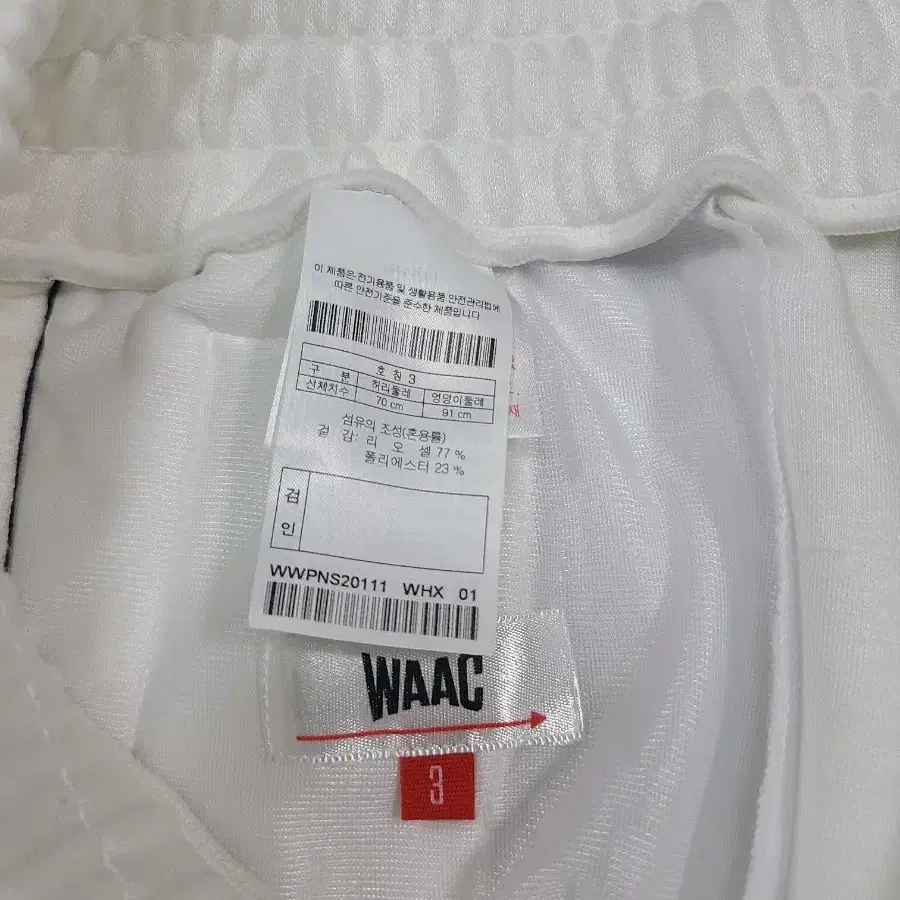 이 제품은 전기용품 및 생활용품 안전관리법에
따른 안전기준을 준수한 제품입니다
호 칭 3
구 분 허리둘레 엉덩이둘레
신체치수 70 cm 91 cm
섬유의 조성(혼용률)
겉 감: 리 오 셀 77 %
폴리에스터 23 %
검
인
WWPNS20111 WHX 01
재
WAAC
3